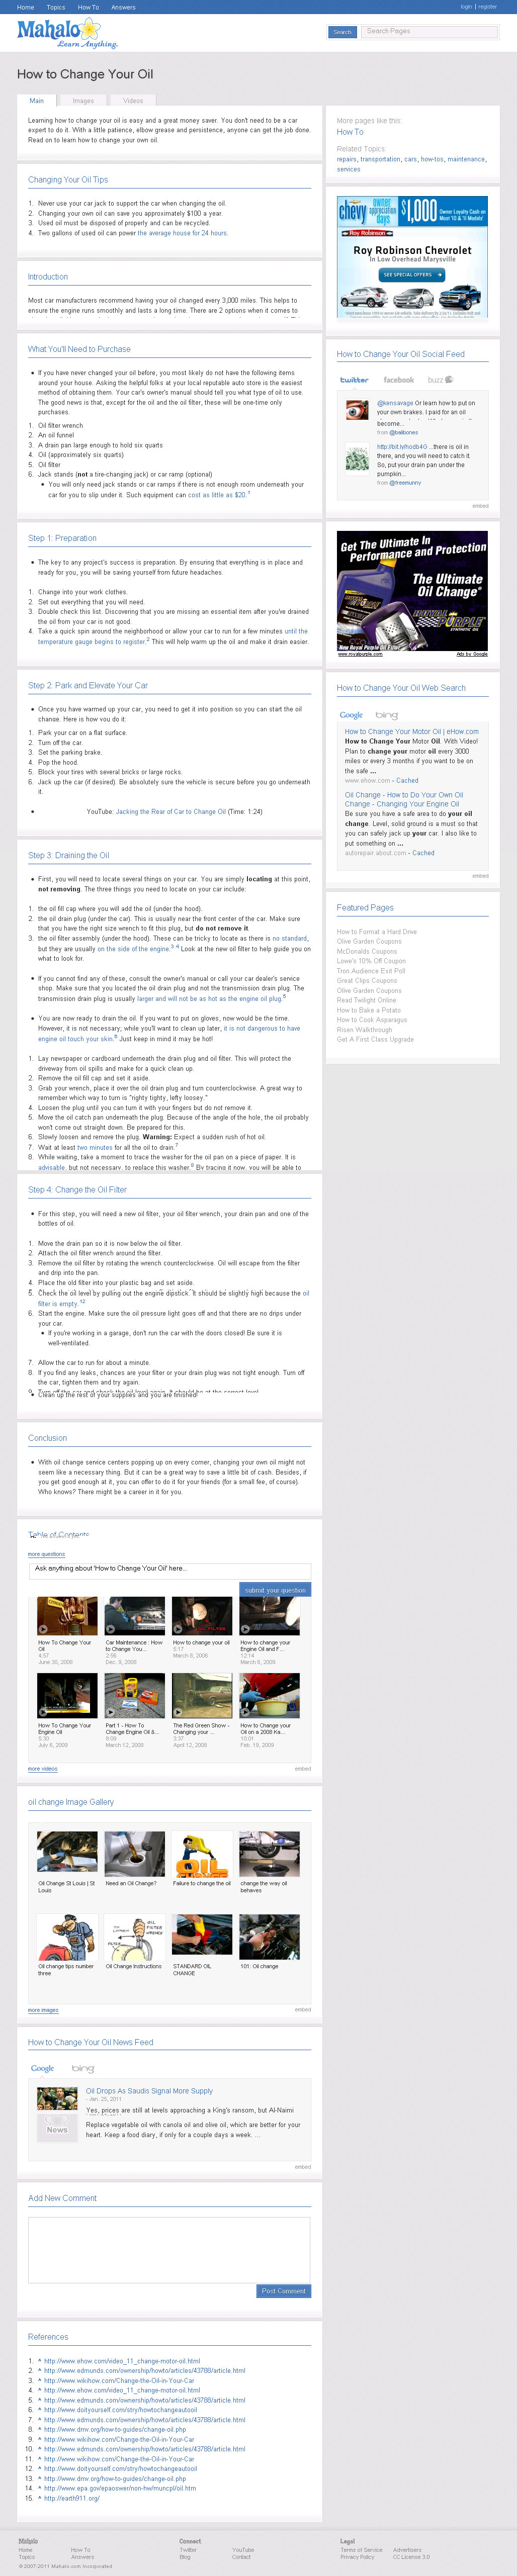 Home Topics How To Answers
login | register
Mahalo
Learn Anything.
Search Search Pages
How to Change Your Oil
Main Images Videos
Learning how to change your oil is easy and a great money saver. You don't need to be a car
expert to do it. With a little patience, elbow grease and persistence, anyone can get the job done.
Read on to learn how to change your own oil.
Changing Your Oil Tips
1. Never use your car jack to support the car when changing the oil.
2. Changing your own oil can save you approximately $100 a year.
3. Used oil must be disposed of properly and can be recycled.
4. Two gallons of used oil can power the average house for 24 hours.
Introduction
Most car manufacturers recommend having your oil changed every 3,000 miles. This helps to
ensure the engine runs smoothly and lasts a long time. There are 2 options when it comes to
What You'll Need to Purchase
• If you have never changed your oil before, you most likely do not have the following items
around your house. Asking the helpful folks at your local reputable auto store is the easiest
method of obtaining them. Your car's owner's manual should tell you what type of oil to use.
The good news is that, except for the oil and the oil filter, these will be one-time only
purchases.
1. Oil filter wrench
2. An oil funnel
3. A drain pan large enough to hold six quarts
4. Oil (approximately six quarts)
5. Oil filter
6. Jack stands (not a tire-changing jack) or car ramp (optional)
• You will only need jack stands or car ramps if there is not enough room underneath your
car for you to slip under it. Such equipment can cost as little as $20.1
Step 1: Preparation
• The key to any project's success is preparation. By ensuring that everything is in place and
ready for you, you will be saving yourself from future headaches.
1. Change into your work clothes.
2. Set out everything that you will need.
3. Double check this list. Discovering that you are missing an essential item after you've drained
the oil from your car is not good.
4. Take a quick spin around the neighborhood or allow your car to run for a few minutes until the
temperature gauge begins to register.2 This will help warm up the oil and make it drain easier.
Step 2: Park and Elevate Your Car
• Once you have warmed up your car, you need to get it into position so you can start the oil
change. Here is how you do it:
1. Park your car on a flat surface.
2. Turn off the car.
3. Set the parking brake.
4. Pop the hood.
5. Block your tires with several bricks or large rocks.
6. Jack up the car (if desired). Be absolutely sure the vehicle is secure before you go underneath
it.
• YouTube: Jacking the Rear of Car to Change Oil (Time: 1:24)
Step 3: Draining the Oil
• First, you will need to locate several things on your car. You are simply locating at this point,
not removing. The three things you need to locate on your car include:
1. the oil fill cap where you will add the oil (under the hood).
2. the oil drain plug (under the car). This is usually near the front center of the car. Make sure
that you have the right size wrench to remove this oil plug, but do not remove it.
3. the oil filter assembly (under the hood). These can be tricky to locate as there is no standard,
but they are usually on the side of the engine.3 4 Look at the new oil filter to help guide you on
what to look for.
• If you cannot find any of these, consult the owner's manual or call your car dealer's service
shop. Make sure that you locate the oil drain plug and not the transmission drain plug. The
transmission drain plug is usually larger and will not be as hot as the engine oil plug.5
• You are now ready to drain the oil. If you want to put on gloves, now would be the time.
However, it is not necessary; while you'll want to clean up later, it is not dangerous to have
engine oil touch your skin.6 Just keep in mind it may be hot!
1. Lay newspaper or cardboard underneath the drain plug and oil filter. This will protect the
driveway from oil spills and make for a quick clean up.
2. Remove the oil fill cap and set it aside.
3. Grab your wrench, place it over the oil drain plug and turn counterclockwise. A great way to
remember which way to turn is "righty tighty, lefty loosey."
4. Loosen the plug until you can turn it with your fingers but do not remove it.
5. Move the oil catch pan underneath the plug. Because of the angle of the hole, the oil probably
won't come out straight down. Be prepared for this.
6. Slowly loosen and remove the plug. Warning: Expect a sudden rush of hot oil.
7. Wait at least two minutes for all the oil to drain.7
8. While waiting, take a moment to trace the washer for the oil pan on a piece of paper. It is
advisable, but not necessary, to replace this washer.8 By tracing it now, you will be able to
Step 4: Change the Oil Filter
• For this step, you will need a new oil filter, your oil filter wrench, your drain pan and one of the
bottles of oil.
1. Move the drain pan so it is now below the oil filter.
2. Attach the oil filter wrench around the filter.
3. Remove the oil filter by rotating the wrench counterclockwise. Oil will escape from the filter
and drip into the pan.
4. Place the old filter into your plastic bag and set aside.
5. Check the oil level by pulling out the engine dipstick. It should be slightly high because the oil
filter is empty.12
6. Start the engine. Make sure the oil pressure light goes off and that there are no drips under
your car.
• If you're working in a garage, don't run the car with the doors closed! Be sure it is
well-ventilated.
7. Allow the car to run for about a minute.
8. If you find any leaks, chances are your filter or your drain plug was not tight enough. Turn off
the car, tighten them and try again.
9. Turn off the car and check the oil level again. It should be at the correct level.
• Clean up the rest of your supplies and you are finished!
Conclusion
• With oil change service centers popping up on every corner, changing your own oil might not
seem like a necessary thing. But it can be a great way to save a little bit of cash. Besides, if
you get good enough at it, you can offer to do it for your friends (for a small fee, of course).
Who knows? There might be a career in it for you.
Table of Contents
more questions
Ask anything about 'How to Change Your Oil' here...
submit your question
How To Change Your Oil 4:57 June 30, 2008
Car Maintenance : How to Change You... 2:56 Dec. 9, 2008
How to change your oil 5:17 March 8, 2008
How to change your Engine Oil and F... 12:14 March 6, 2008
How To Change Your Engine Oil 5:30 July 6, 2008
Part 1 - How To Change Engine Oil &... 8:09 March 12, 2008
The Red Green Show - Changing your ... 3:37 April 12, 2008
How to Change your Oil on a 2008 Ka... 10:01 Feb. 19, 2009
more videos
embed
oil change Image Gallery
Oil Change St Louis | St Louis
Need an Oil Change?
Failure to change the oil
change the way oil behaves
Oil change tips number three
Oil Change Instructions
STANDARD OIL CHANGE
101: Oil change
more images
embed
How to Change Your Oil News Feed
Google bing
Oil Drops As Saudis Signal More Supply
- Jan. 25, 2011
Yes, prices are still at levels approaching a King's ransom, but Al-Naimi
News
Replace vegetable oil with canola oil and olive oil, which are better for your
heart. Keep a food diary, if only for a couple days a week. ...
embed
Add New Comment
Post Comment
References
1. ^ http://www.ehow.com/video_11_change-motor-oil.html
2. ^ http://www.edmunds.com/ownership/howto/articles/43788/article.html
3. ^ http://www.wikihow.com/Change-the-Oil-in-Your-Car
4. ^ http://www.ehow.com/video_11_change-motor-oil.html
5. ^ http://www.edmunds.com/ownership/howto/articles/43788/article.html
6. ^ http://www.doityourself.com/stry/howtochangeautooil
7. ^ http://www.edmunds.com/ownership/howto/articles/43788/article.html
8. ^ http://www.dmv.org/how-to-guides/change-oil.php
9. ^ http://www.wikihow.com/Change-the-Oil-in-Your-Car
10. ^ http://www.edmunds.com/ownership/howto/articles/43788/article.html
11. ^ http://www.wikihow.com/Change-the-Oil-in-Your-Car
12. ^ http://www.doityourself.com/stry/howtochangeautooil
13. ^ http://www.dmv.org/how-to-guides/change-oil.php
14. ^ http://www.epa.gov/epaoswer/non-hw/muncpl/oil.htm
15. ^ http://earth911.org/
More pages like this:
How To
Related Topics:
repairs, transportation, cars, how-tos, maintenance,
services
chevy owner appreciation days $1,000 Owner Loyalty Cash on
Roy Robinson
Roy Robinson Chevrolet
In Low Overhead Marysville
SEE SPECIAL OFFERS
How to Change Your Oil Social Feed
twitter facebook buzz
@kensavage Or learn how to put on
your own brakes. I paid for an oil
become...
from @balibones
http://bit.ly/hodb4G ...there is oil in
there, and you will need to catch it.
So, put your drain pan under the
pumpkin...
from @freemunny
embed
Get The Ultimate In
Performance and Protection
The Ultimate
Oil Change
ROYAL PURPLE
SYNTHETIC OIL
New Royal Purple Oil Filter
www.royalpurple.com Ads by Google
How to Change Your Oil Web Search
Google bing
How to Change Your Motor Oil | eHow.com
How to Change Your Motor Oil. With Video!
Plan to change your motor oil every 3000
miles or every 3 months if you want to be on
the safe ...
www.ehow.com - Cached
Oil Change - How to Do Your Own Oil
Change - Changing Your Engine Oil
Be sure you have a safe area to do your oil
change. Level, solid ground is a must so that
you can safely jack up your car. I also like to
put something on ...
autorepair.about.com - Cached
embed
Featured Pages
How to Format a Hard Drive
Olive Garden Coupons
McDonalds Coupons
Lowe's 10% Off Coupon
Tron Audience Exit Poll
Great Clips Coupons
Olive Garden Coupons
Read Twilight Online
How to Bake a Potato
How to Cook Asparagus
Risen Walkthrough
Get A First Class Upgrade
Mahalo Connect Legal
Home How To Twitter YouTube Terms of Service Advertisers
Topics Answers Blog Contact Privacy Policy CC License 3.0
© 2007-2011 Mahalo.com Incorporated